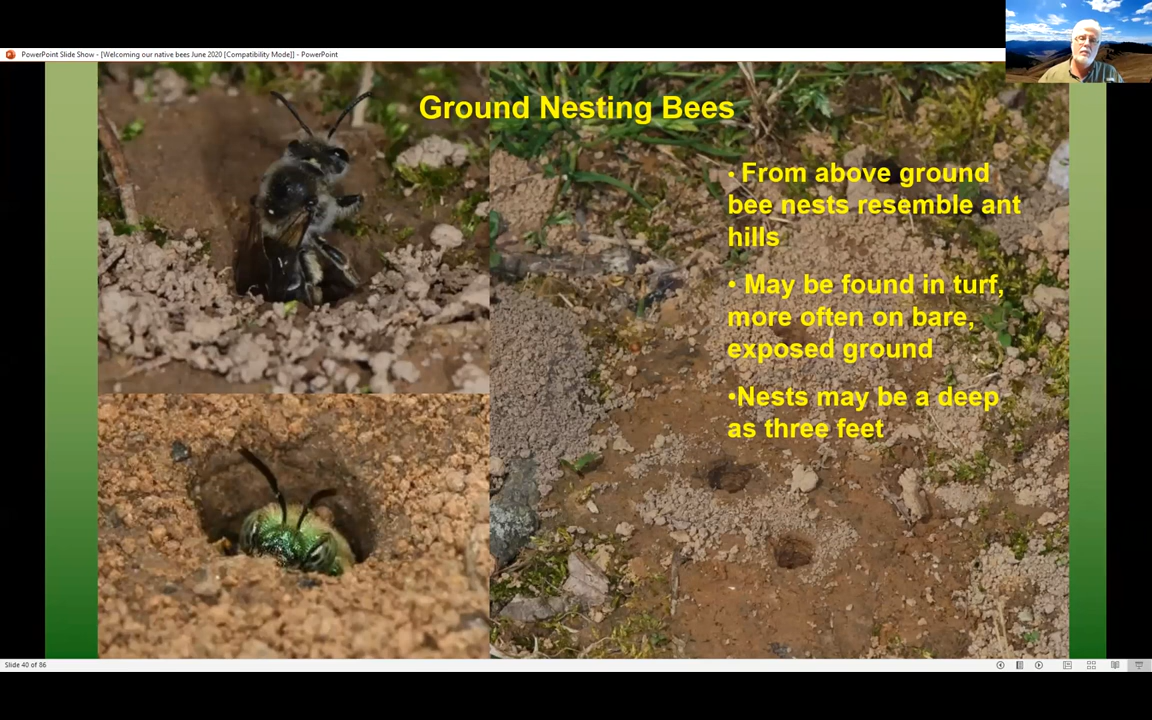 PowerPoint Slide Show - [Welcoming our native bees June 2020 [Compatibility Mode]] - PowerPoint
Ground Nesting Bees
• From above ground
bee nests resemble ant
hills
• May be found in turf,
more often on bare,
exposed ground
•Nests may be a deep
as three feet
Slide 40 of 86